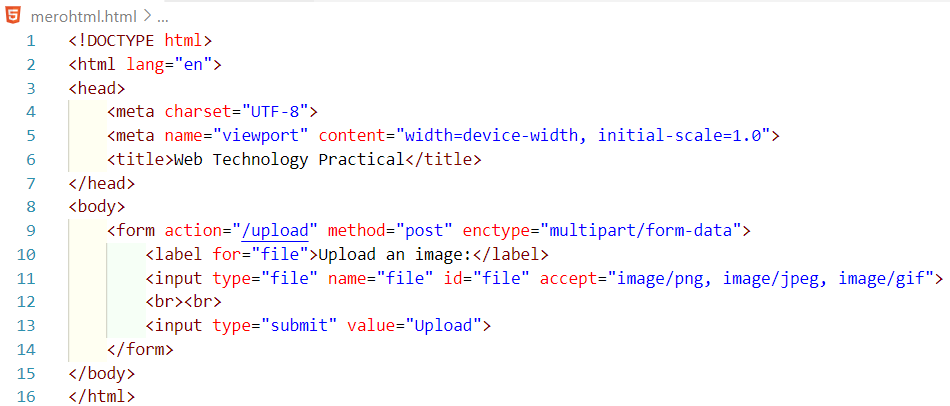 merohtml.html > ...
1 <!DOCTYPE html>
2 <html lang="en">
3 <head>
4     <meta charset="UTF-8">
5     <meta name="viewport" content="width=device-width, initial-scale=1.0">
6     <title>Web Technology Practical</title>
7 </head>
8 <body>
9     <form action="/upload" method="post" enctype="multipart/form-data">
10         <label for="file">Upload an image:</label>
11         <input type="file" name="file" id="file" accept="image/png, image/jpeg, image/gif">
12         <br><br>
13         <input type="submit" value="Upload">
14     </form>
15 </body>
16 </html>